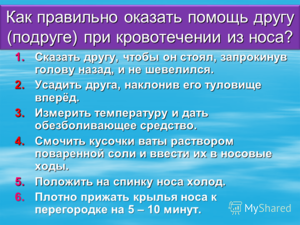 Как правильно оказать помощь другу
(подруге) при кровотечении из носа?
1. Сказать другу, чтобы он стоял, запрокинув
голову назад, и не шевелился.
2. Усадить друга, наклонив его туловище
вперёд.
3. Измерить температуру и дать
обезболивающее средство.
4. Смочить кусочки ваты раствором
поваренной соли и ввести их в носовые
ходы.
5. Положить на спинку носа холод.
6. Плотно прижать крылья носа к
перегородке на 5 – 10 минут.
MyShared